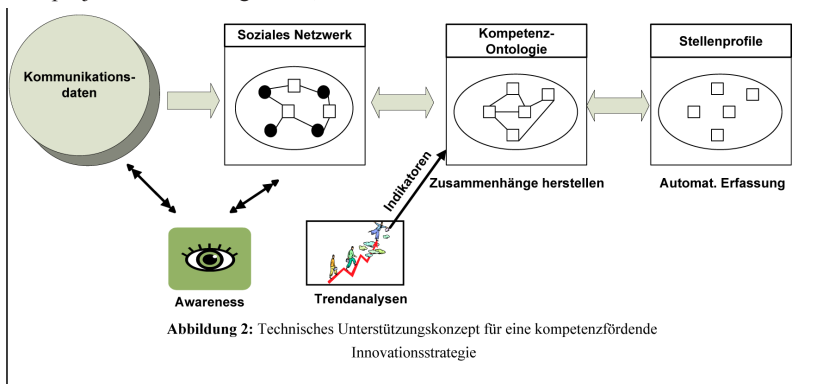 Soziales Netzwerk
Kompetenz-
Ontologie
Stellenprofile
Kommunikations-
daten
Indikatoren
Zusammenhänge herstellen
Automat. Erfassung
Awareness
Trendanalysen
Abbildung 2: Technisches Unterstützungskonzept für eine kompetenzfördende
Innovationsstrategie